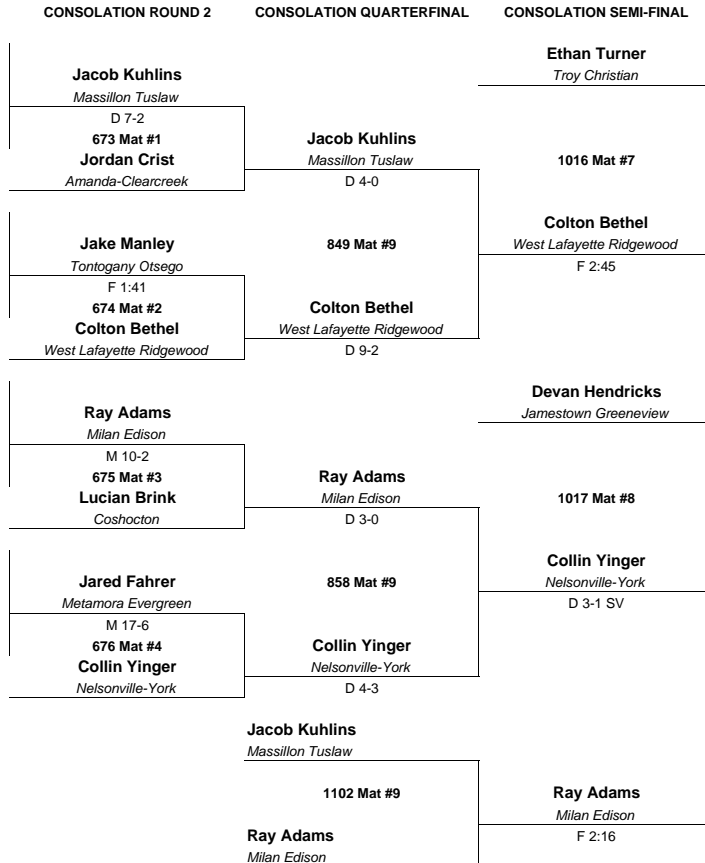 CONSOLATION ROUND 2
CONSOLATION QUARTERFINAL
CONSOLATION SEMI-FINAL
Ethan Turner
Troy Christian
Jacob Kuhlins
Massillon Tuslaw
D 7-2
673 Mat #1
Jordan Crist
Amanda-Clearcreek
Jacob Kuhlins
Massillon Tuslaw
D 4-0
1016 Mat #7
Jake Manley
Tontogany Otsego
F 1:41
674 Mat #2
Colton Bethel
West Lafayette Ridgewood
849 Mat #9
Colton Bethel
West Lafayette Ridgewood
D 9-2
Colton Bethel
West Lafayette Ridgewood
F 2:45
Devan Hendricks
Jamestown Greeneview
Ray Adams
Milan Edison
M 10-2
675 Mat #3
Lucian Brink
Coshocton
Ray Adams
Milan Edison
D 3-0
1017 Mat #8
Jared Fahrer
Metamora Evergreen
M 17-6
676 Mat #4
Collin Yinger
Nelsonville-York
858 Mat #9
Collin Yinger
Nelsonville-York
D 4-3
Collin Yinger
Nelsonville-York
D 3-1 SV
Jacob Kuhlins
Massillon Tuslaw
1102 Mat #9
Ray Adams
Milan Edison
Ray Adams
Milan Edison
F 2:16